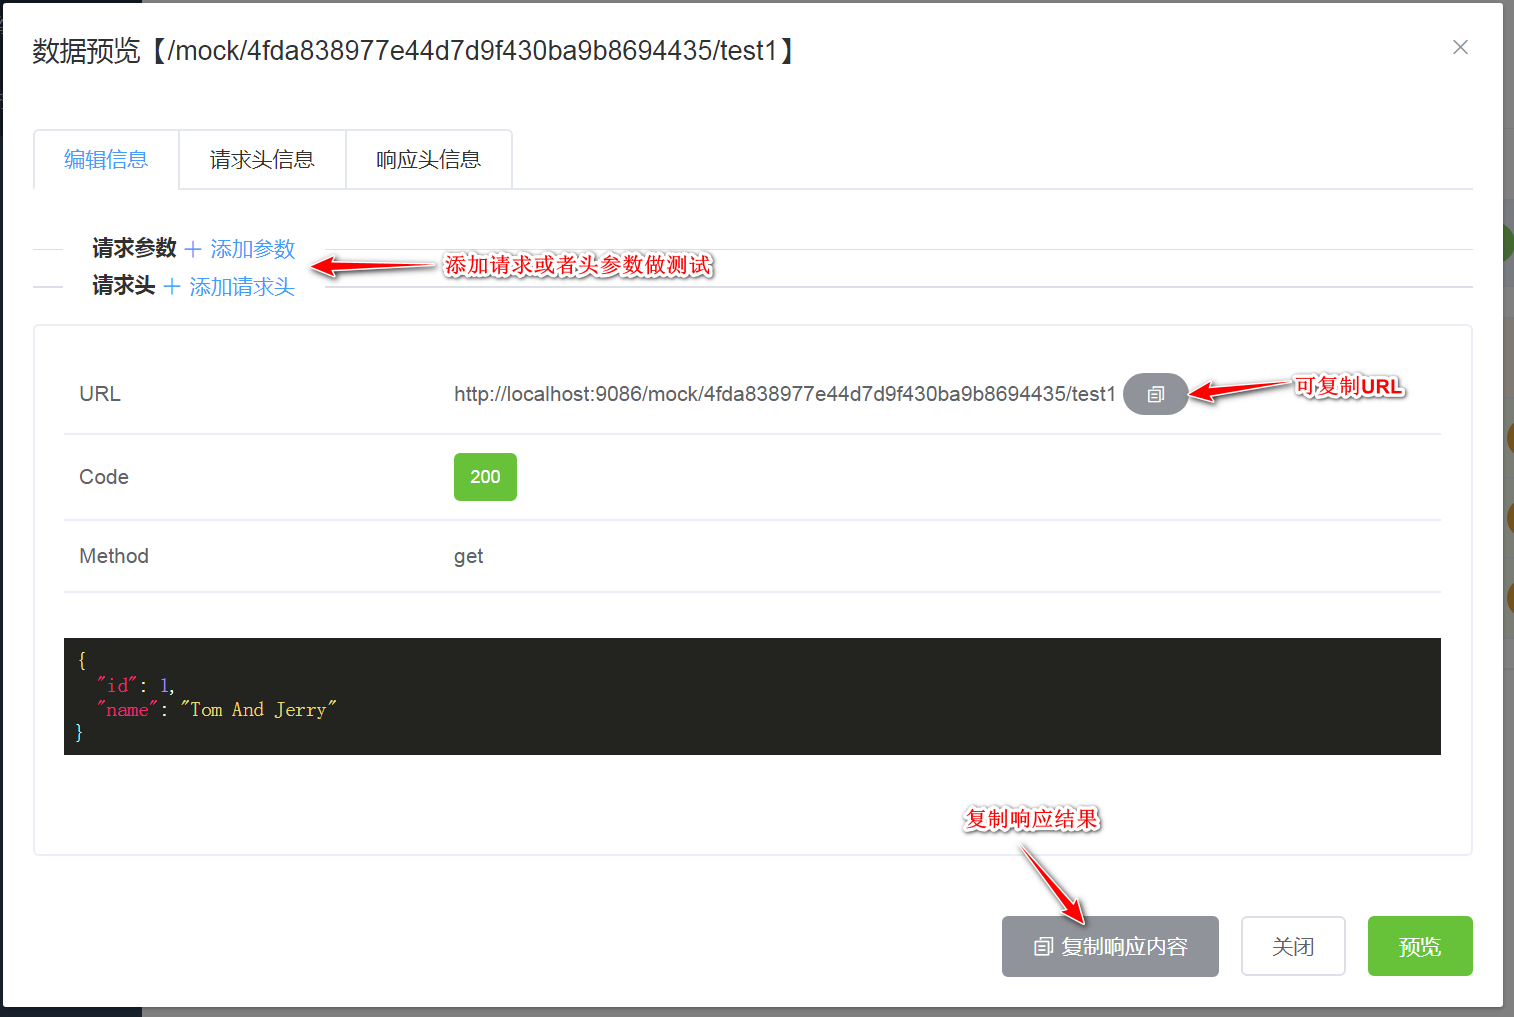 数据预览【/mock/4fda838977e44d7d9f430ba9b8694435/test1】
编辑信息 请求头信息 响应头信息
请求参数 添加参数
添加请求或者头参数做测试
请求头 添加请求头
URL http://localhost:9086/mock/4fda838977e44d7d9f430ba9b8694435/test1 可复制URL
Code 200
Method get
{
"id": 1,
"name": "Tom And Jerry"
}
复制响应结果
复制响应内容 关闭 预览